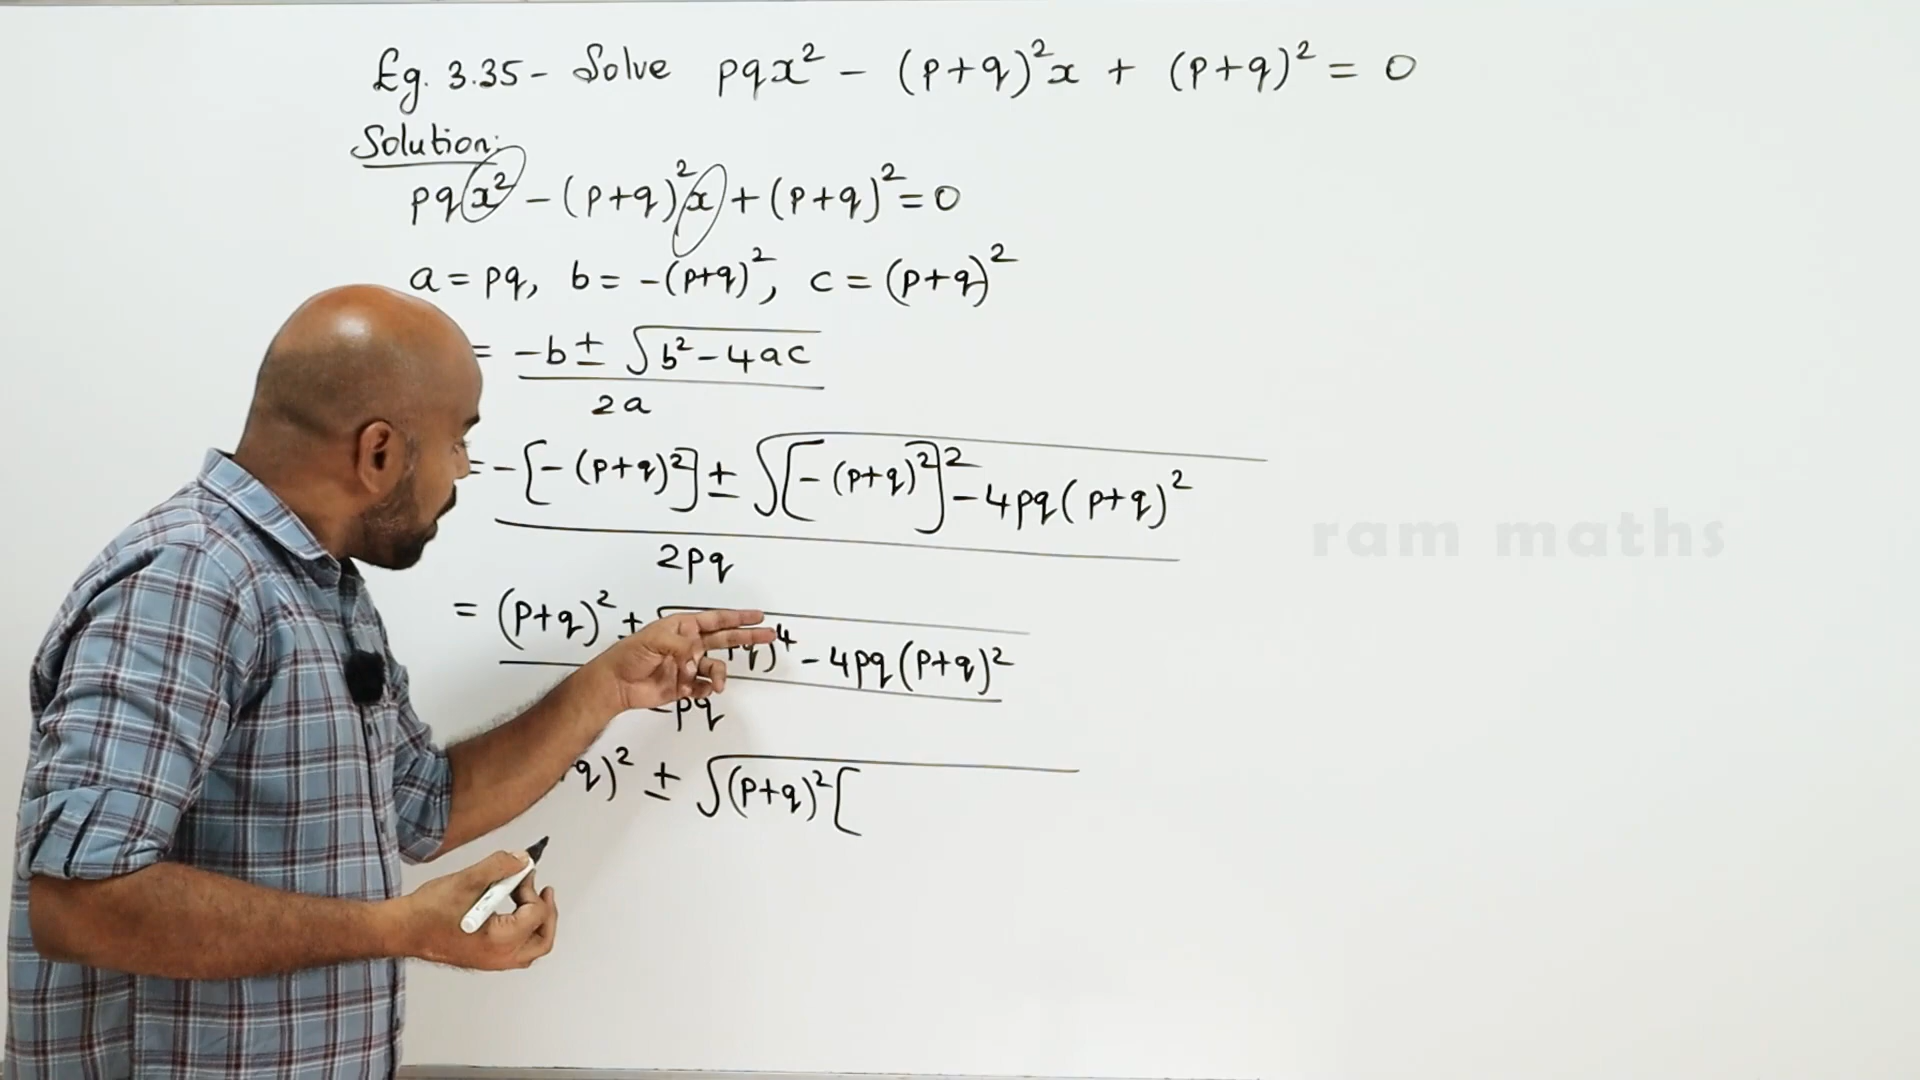 Eg. 3.35 - Solve pqx² - (p+q)²x + (p+q)² = 0
Solution:
pqx² - (p+q)²x + (p+q)² = 0
a = pq, b = -(p+q)², c = (p+q)²
= -b ± √b² - 4ac
2a
= -[-(p+q)²] ± √[-(p+q)²]² - 4pq(p+q)²
2pq
= (p+q)² ± +q)⁴ - 4pq(p+q)²
pq
q)² ± √(p+q)²[
ram maths